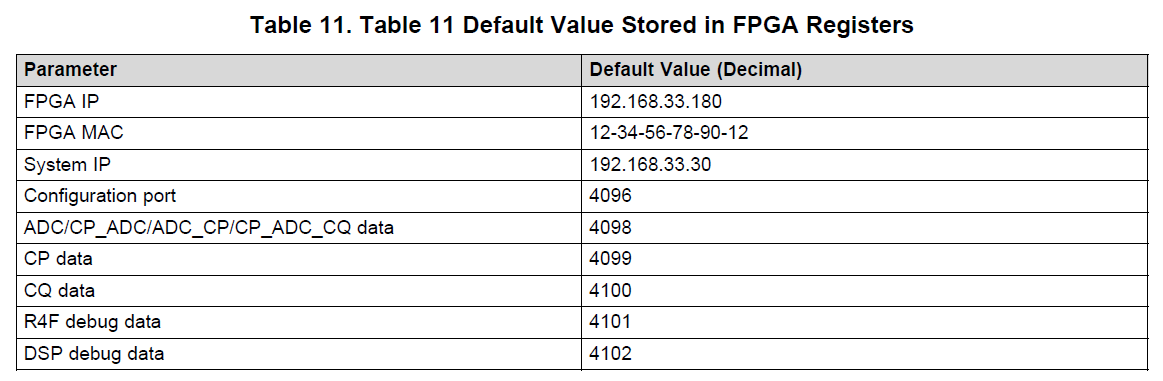 Table 11. Table 11 Default Value Stored in FPGA Registers
Parameter Default Value (Decimal)
FPGA IP 192.168.33.180
FPGA MAC 12-34-56-78-90-12
System IP 192.168.33.30
Configuration port 4096
ADC/CP_ADC/ADC_CP/CP_ADC_CQ data 4098
CP data 4099
CQ data 4100
R4F debug data 4101
DSP debug data 4102